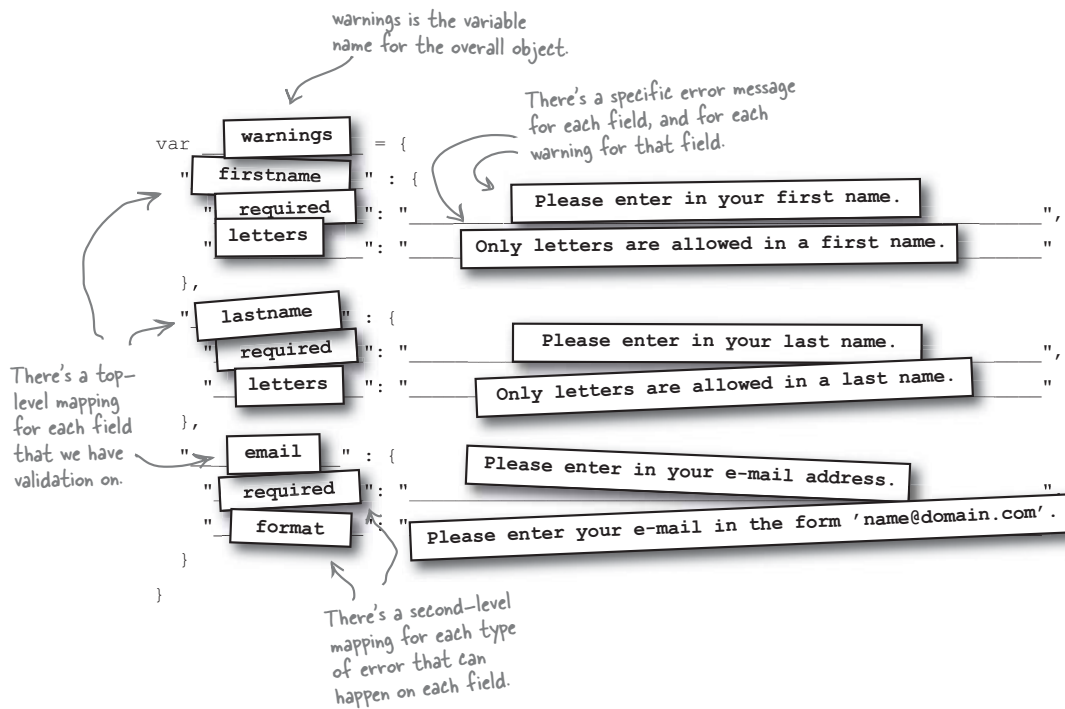 warnings is the variable
name for the overall object.
There's a specific error message
for each field, and for each
warning for that field.
var warnings = {
"firstname" : {
"required": "Please enter in your first name.",
"letters": "Only letters are allowed in a first name."
},
"lastname" : {
"required": "Please enter in your last name.",
"letters": "Only letters are allowed in a last name."
},
"email" : {
"required": "Please enter in your e-mail address.",
"format": "Please enter your e-mail in the form 'name@domain.com'.
}
}
There's a top-
level mapping
for each field
that we have
validation on.
There's a second-level
mapping for each type
of error that can
happen on each field.